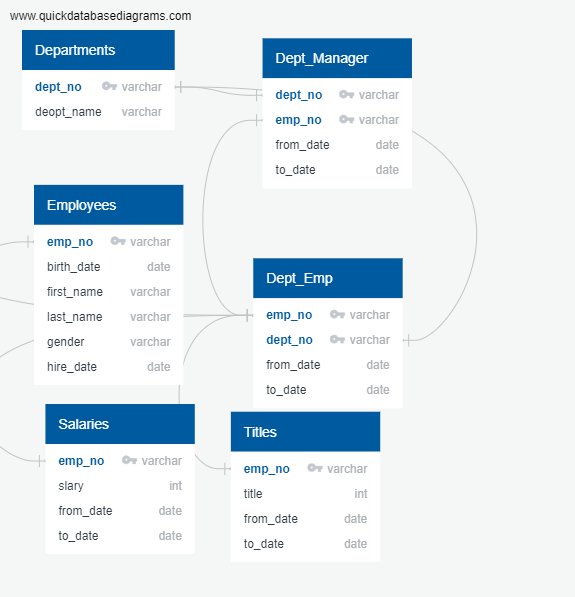 www.quickdatabasediagrams.com
Departments
dept_no varchar
deopt_name varchar
Dept_Manager
dept_no varchar
emp_no varchar
from_date date
to_date date
Employees
emp_no varchar
birth_date date
first_name varchar
last_name varchar
gender varchar
hire_date date
Dept_Emp
emp_no varchar
dept_no varchar
from_date date
to_date date
Salaries
emp_no varchar
slary int
from_date date
to_date date
Titles
emp_no varchar
title int
from_date date
to_date date